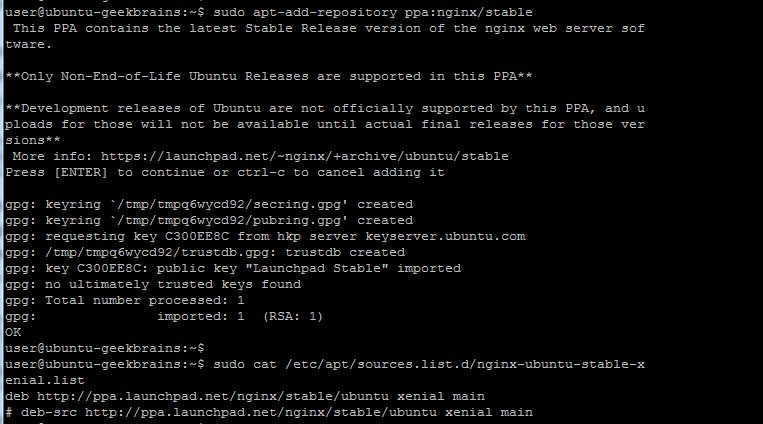 user@ubuntu-geekbrains:~$ sudo apt-add-repository ppa:nginx/stable
 This PPA contains the latest Stable Release version of the nginx web server sof
tware.

**Only Non-End-of-Life Ubuntu Releases are supported in this PPA**

**Development releases of Ubuntu are not officially supported by this PPA, and u
ploads for those will not be available until actual final releases for those ver
sions**
 More info: https://launchpad.net/~nginx/+archive/ubuntu/stable
Press [ENTER] to continue or ctrl-c to cancel adding it

gpg: keyring `/tmp/tmpq6wycd92/secring.gpg' created
gpg: keyring `/tmp/tmpq6wycd92/pubring.gpg' created
gpg: requesting key C300EE8C from hkp server keyserver.ubuntu.com
gpg: /tmp/tmpq6wycd92/trustdb.gpg: trustdb created
gpg: key C300EE8C: public key "Launchpad Stable" imported
gpg: no ultimately trusted keys found
gpg: Total number processed: 1
gpg:               imported: 1  (RSA: 1)
OK
user@ubuntu-geekbrains:~$
user@ubuntu-geekbrains:~$ sudo cat /etc/apt/sources.list.d/nginx-ubuntu-stable-x
enial.list
deb http://ppa.launchpad.net/nginx/stable/ubuntu xenial main
# deb-src http://ppa.launchpad.net/nginx/stable/ubuntu xenial main